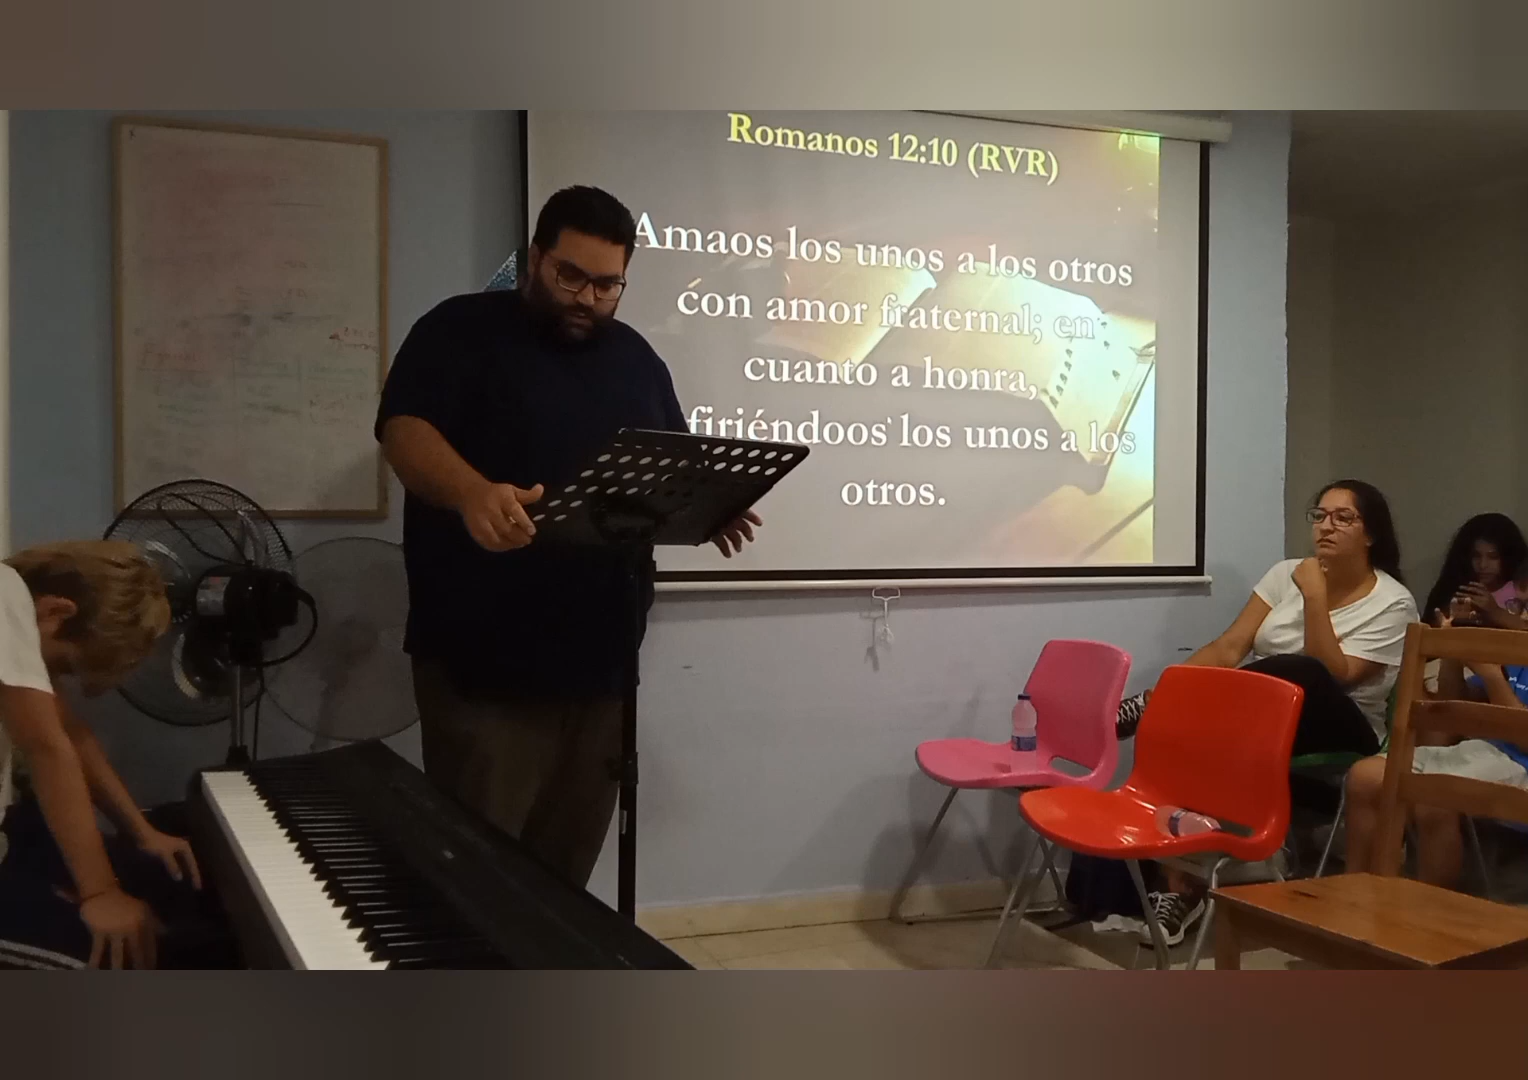 Romanos 12:10 (RVR)
Amaos los unos a los otros
con amor fraternal; en
cuanto a honra,
firiéndoos los unos a los
otros.